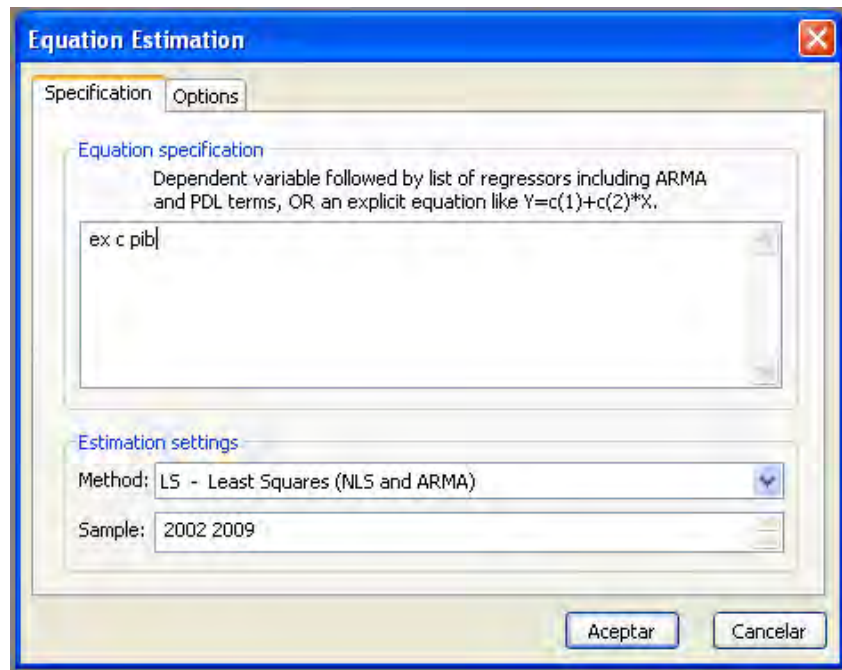 Equation Estimation
Specification
Options
Equation specification
Dependent variable followed by list of regressors including ARMA
and PDL terms, OR an explicit equation like Y=c(1)+c(2)*X.
ex c pib
Estimation settings
Method: LS - Least Squares (NLS and ARMA)
Sample: 2002 2009
Aceptar
Cancelar